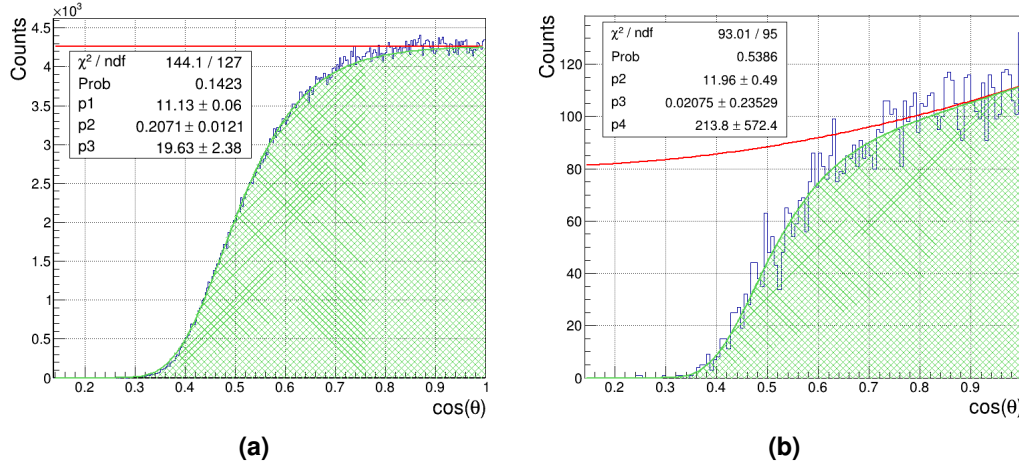 ×10³
Counts
4.5
4
3.5
3
2.5
2
1.5
1
0.5
0
χ² / ndf 144.1 / 127
Prob 0.1423
p1 11.13 ± 0.06
p2 0.2071 ± 0.0121
p3 19.63 ± 2.38
0.2 0.3 0.4 0.5 0.6 0.7 0.8 0.9 1
cos(θ)
(a)
Counts
120
100
80
60
40
20
0
χ² / ndf 93.01 / 95
Prob 0.5386
p2 11.96 ± 0.49
p3 0.02075 ± 0.23529
p4 213.8 ± 572.4
0.2 0.3 0.4 0.5 0.6 0.7 0.8 0.9 1
cos(θ)
(b)